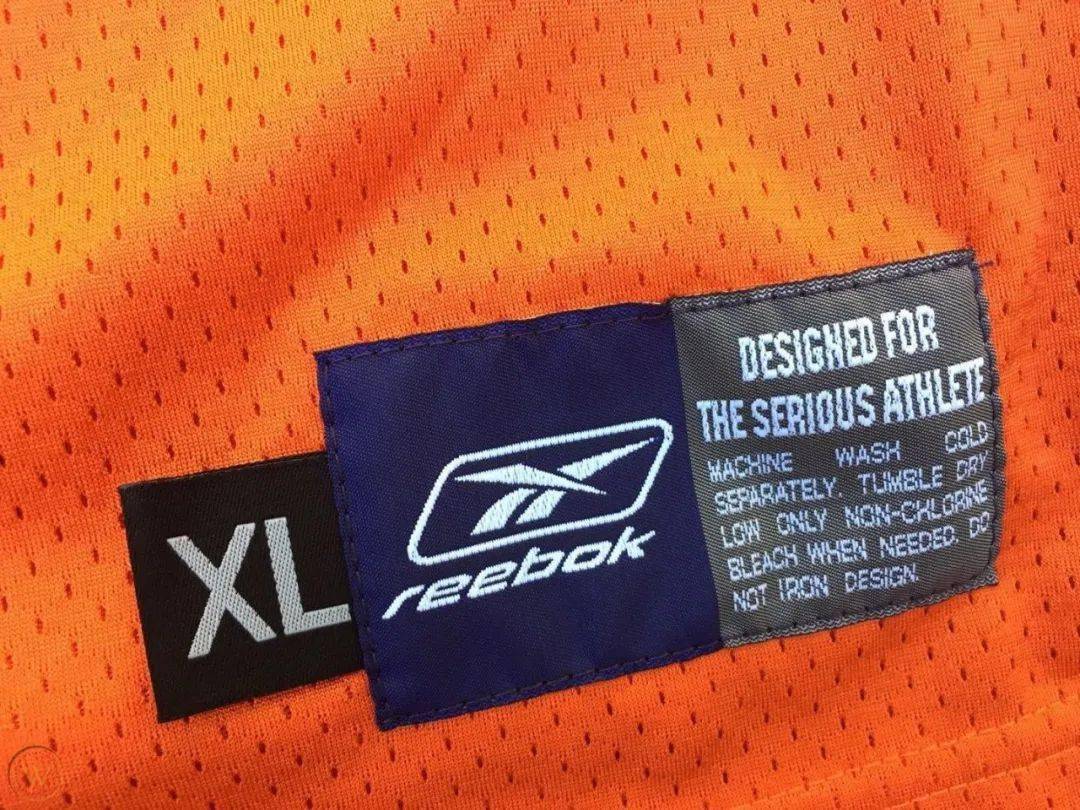 XL
reebok
DESIGNED FOR
THE SERIOUS ATHLETE
MACHINE WASH COLD
SEPARATELY. TUMBLE DRY
LOW ONLY NON-CHLORINE
BLEACH WHEN NEEDED. DO
NOT IRON DESIGN.
W